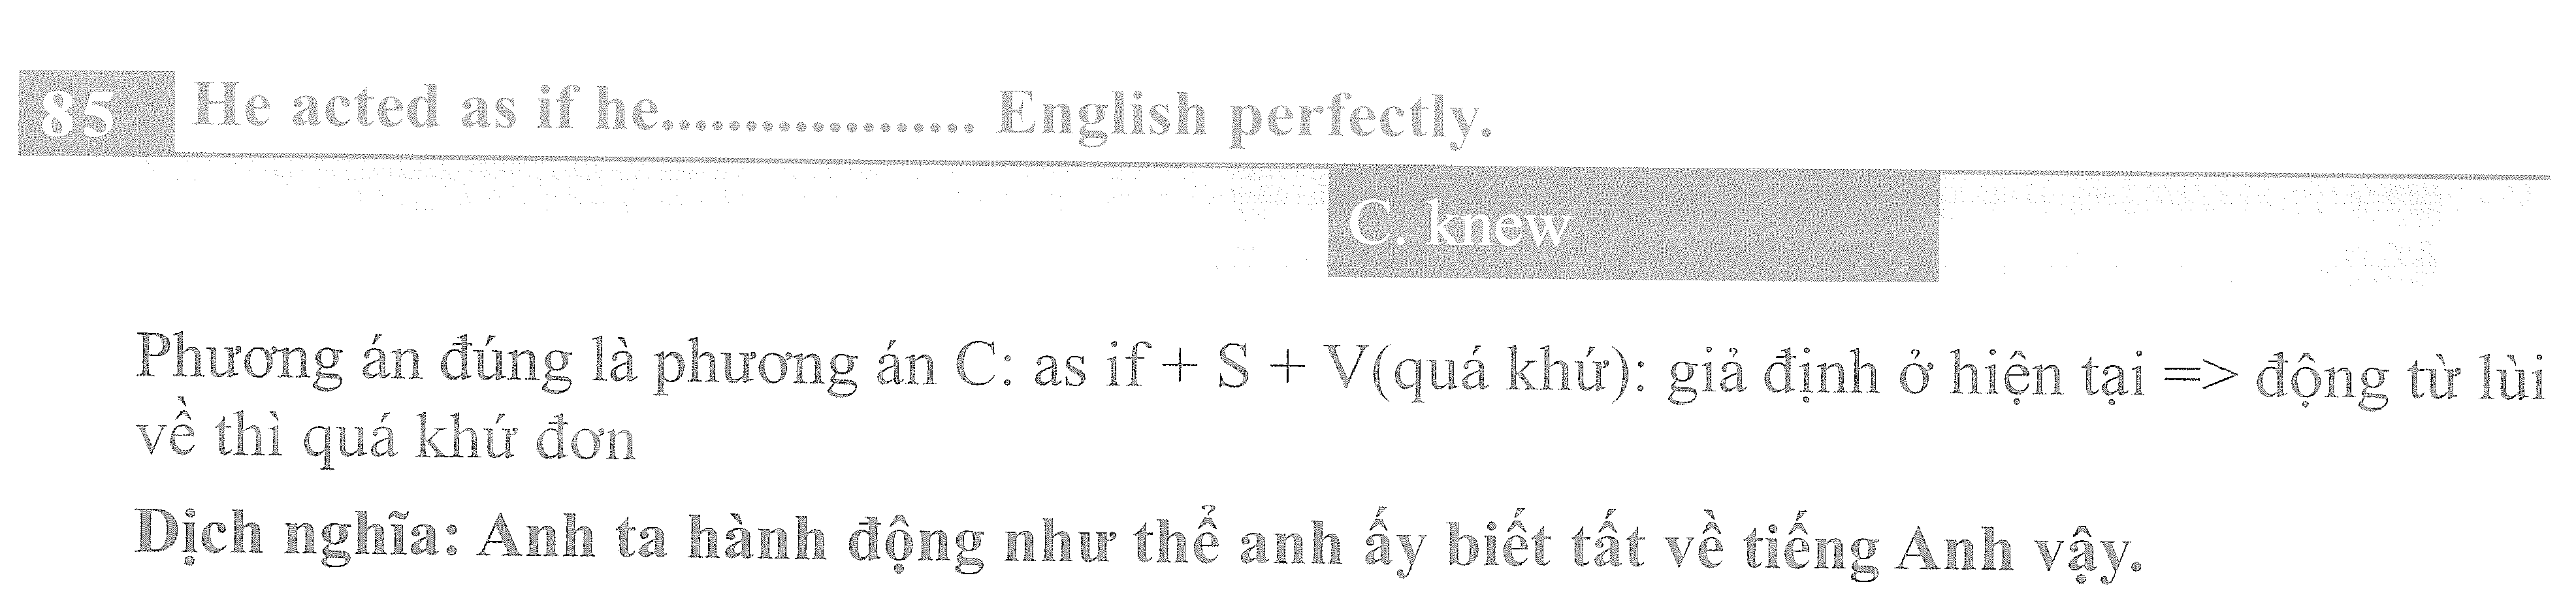 85 He acted as if he.................. English perfectly.
C. knew
Phương án đúng là phương án C: as if + S + V(quá khứ): giả định ở hiện tại => động từ lùi
về thì quá khứ đơn
Dịch nghĩa: Anh ta hành động như thể anh ấy biết tất về tiếng Anh vậy.